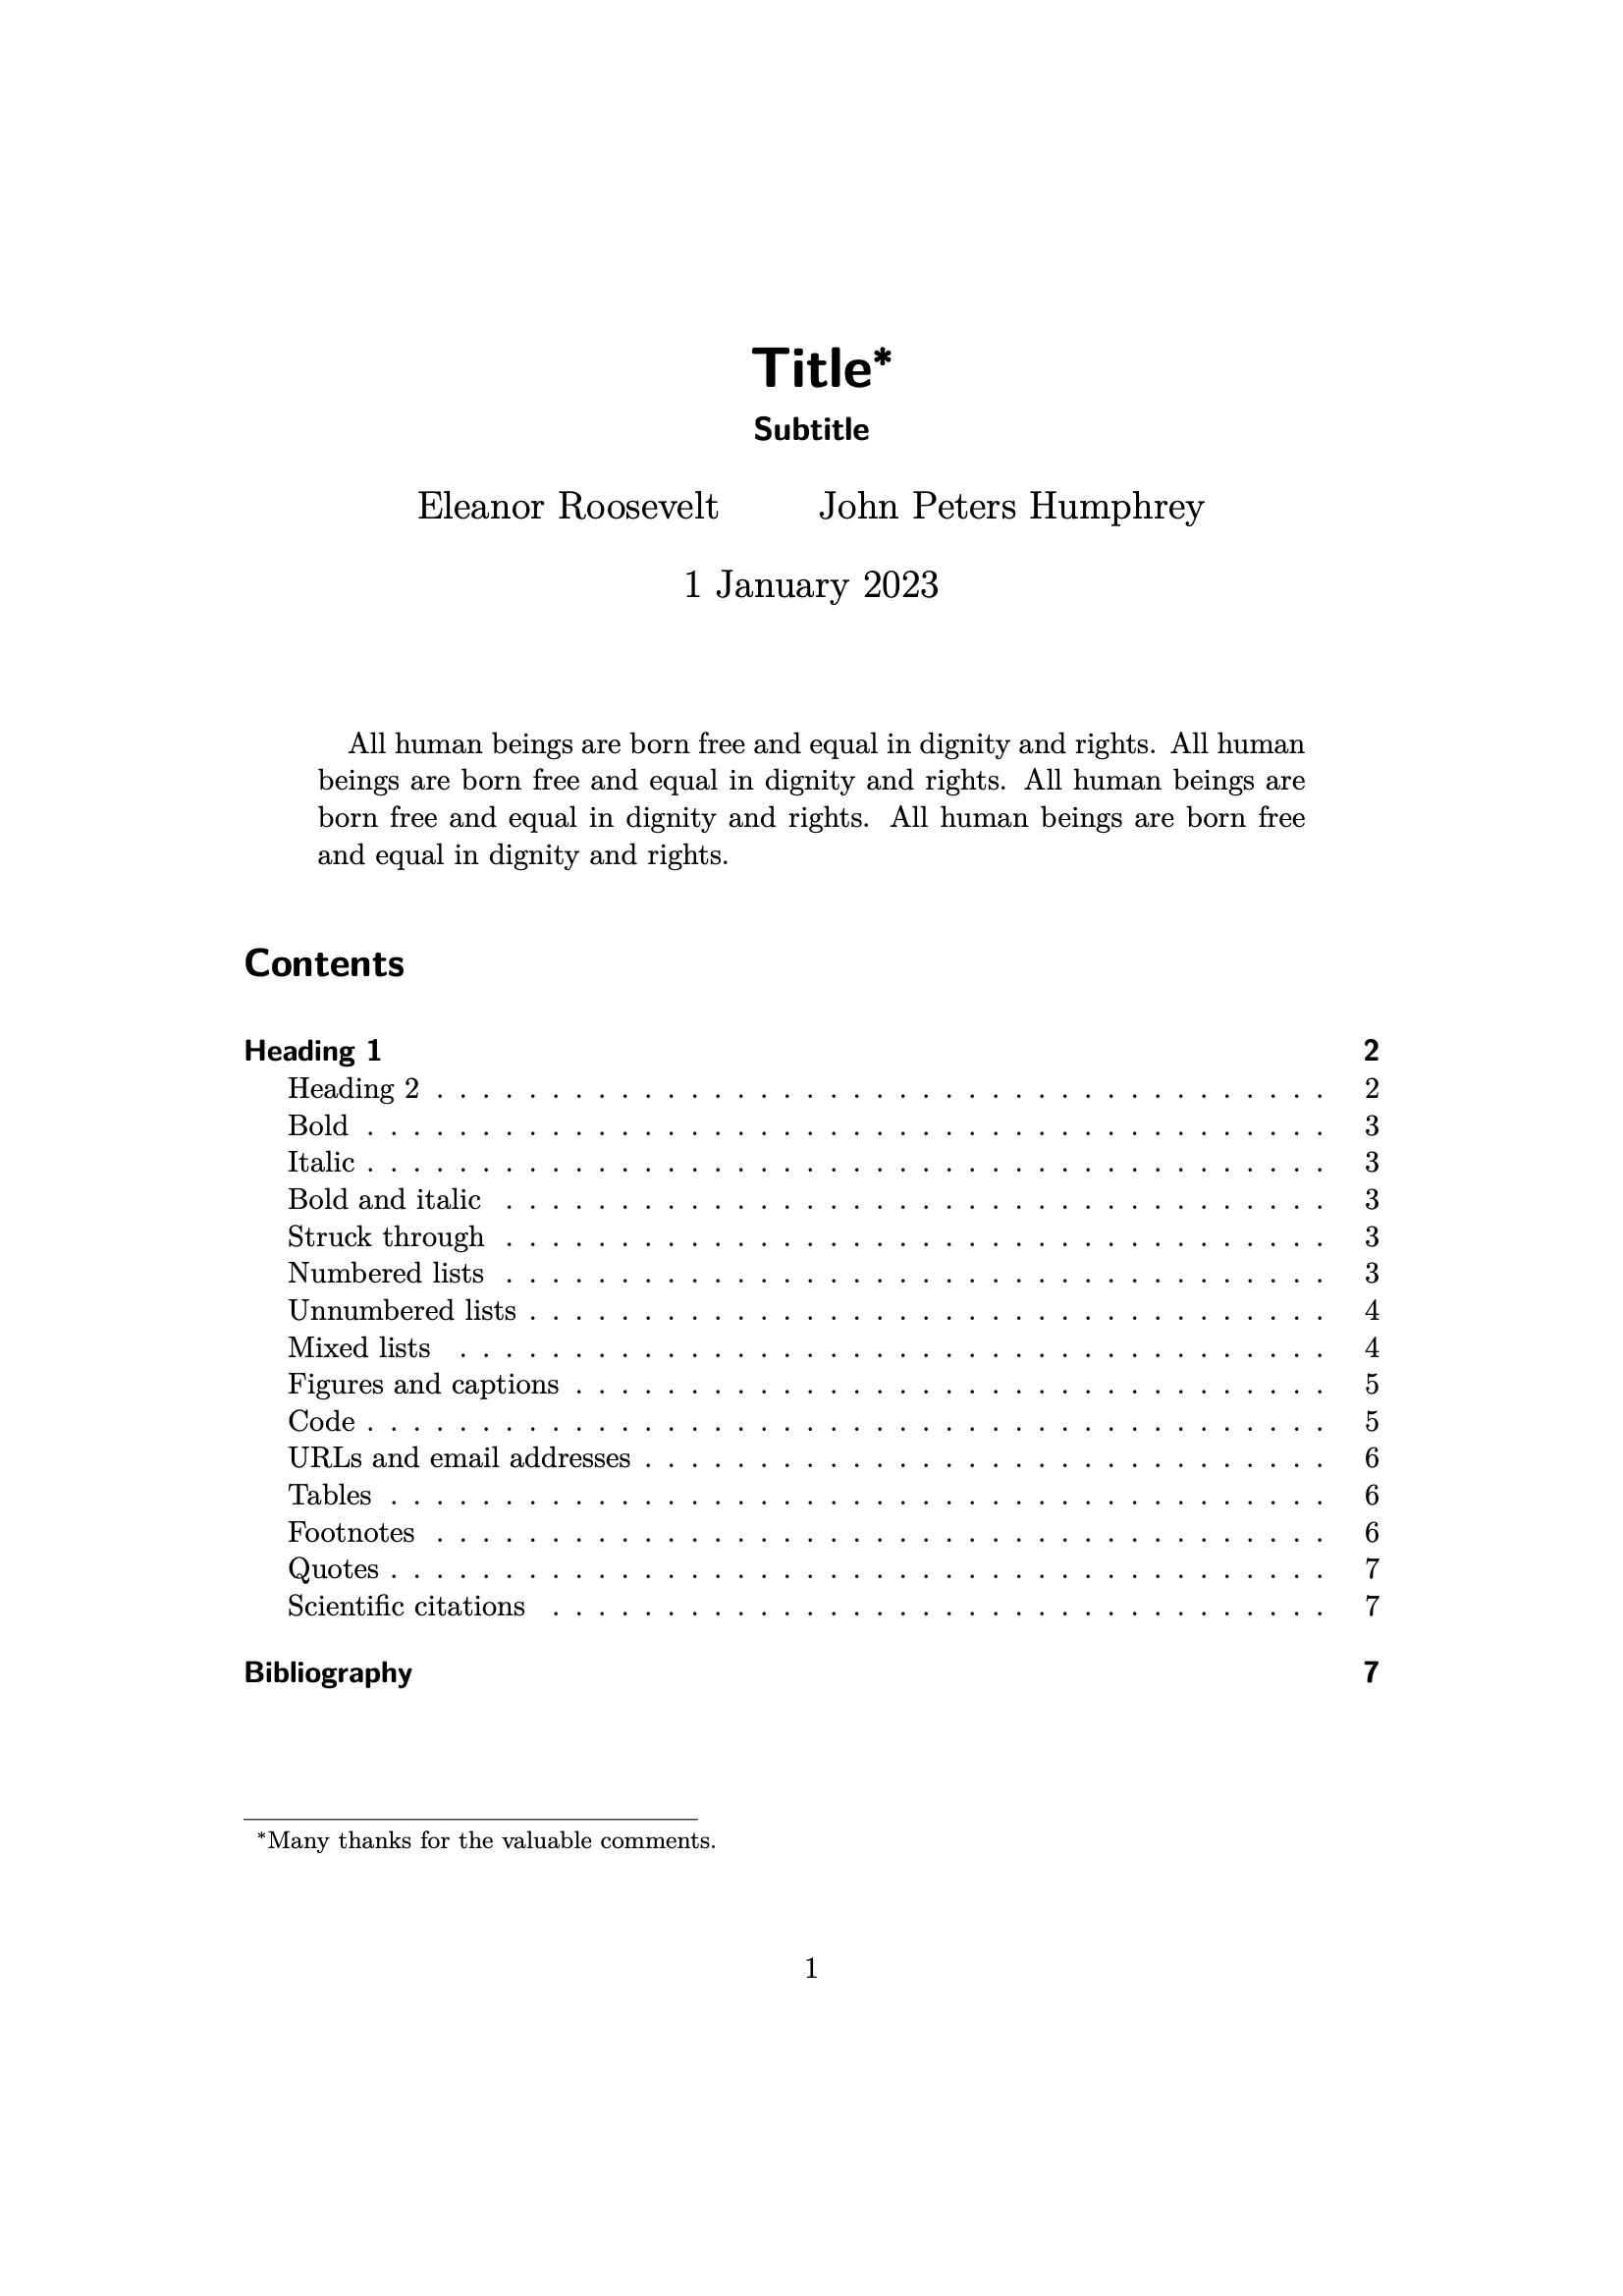 Title*
Subtitle
Eleanor Roosevelt John Peters Humphrey
1 January 2023
All human beings are born free and equal in dignity and rights. All human
beings are born free and equal in dignity and rights. All human beings are
born free and equal in dignity and rights. All human beings are born free
and equal in dignity and rights.
Contents
Heading 1 2
Heading 2 . . . . . . . . . . . . . . . . . . . . . . . . . . . . . . . . . . . . . . . 2
Bold . . . . . . . . . . . . . . . . . . . . . . . . . . . . . . . . . . . . . . . . . . 3
Italic . . . . . . . . . . . . . . . . . . . . . . . . . . . . . . . . . . . . . . . . . . 3
Bold and italic . . . . . . . . . . . . . . . . . . . . . . . . . . . . . . . . . . . . 3
Struck through . . . . . . . . . . . . . . . . . . . . . . . . . . . . . . . . . . . . 3
Numbered lists . . . . . . . . . . . . . . . . . . . . . . . . . . . . . . . . . . . . 3
Unnumbered lists . . . . . . . . . . . . . . . . . . . . . . . . . . . . . . . . . . . 4
Mixed lists . . . . . . . . . . . . . . . . . . . . . . . . . . . . . . . . . . . . . . 4
Figures and captions . . . . . . . . . . . . . . . . . . . . . . . . . . . . . . . . . 5
Code . . . . . . . . . . . . . . . . . . . . . . . . . . . . . . . . . . . . . . . . . . 5
URLs and email addresses . . . . . . . . . . . . . . . . . . . . . . . . . . . . . . 6
Tables . . . . . . . . . . . . . . . . . . . . . . . . . . . . . . . . . . . . . . . . . 6
Footnotes . . . . . . . . . . . . . . . . . . . . . . . . . . . . . . . . . . . . . . . 6
Quotes . . . . . . . . . . . . . . . . . . . . . . . . . . . . . . . . . . . . . . . . . 7
Scientific citations . . . . . . . . . . . . . . . . . . . . . . . . . . . . . . . . . . 7
Bibliography 7
*Many thanks for the valuable comments.
1